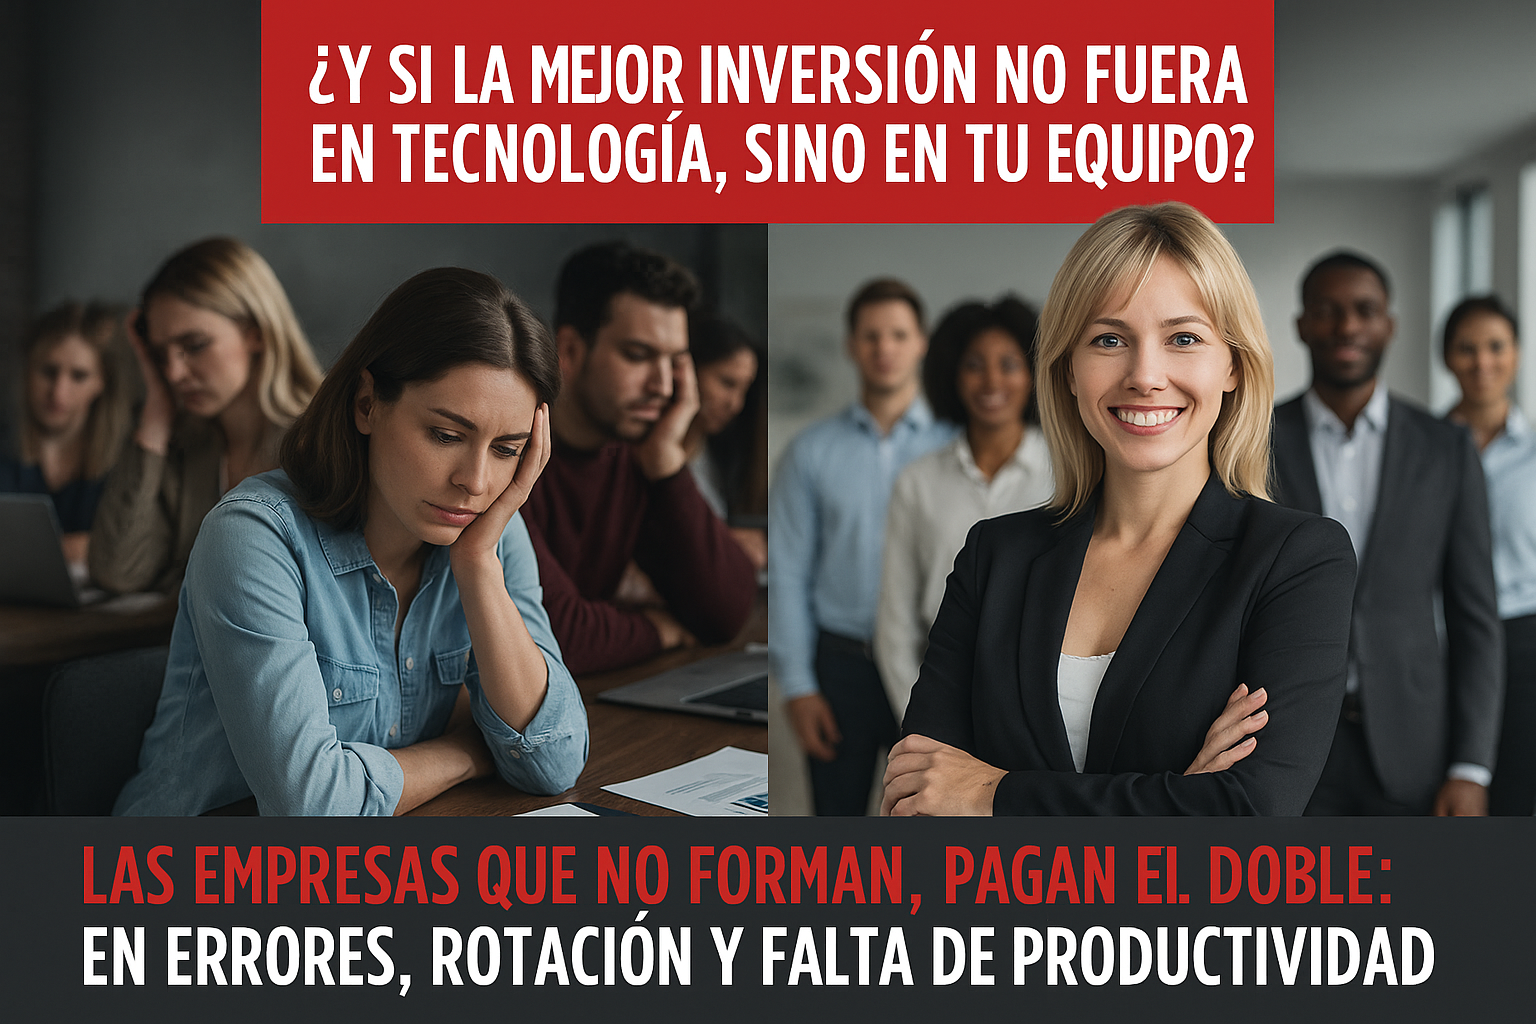 ¿Y SI LA MEJOR INVERSIÓN NO FUERA
EN TECNOLOGÍA, SINO EN TU EQUIPO?
LAS EMPRESAS QUE NO FORMAN, PAGAN EL DOBLE:
EN ERRORES, ROTACIÓN Y FALTA DE PRODUCTIVIDAD